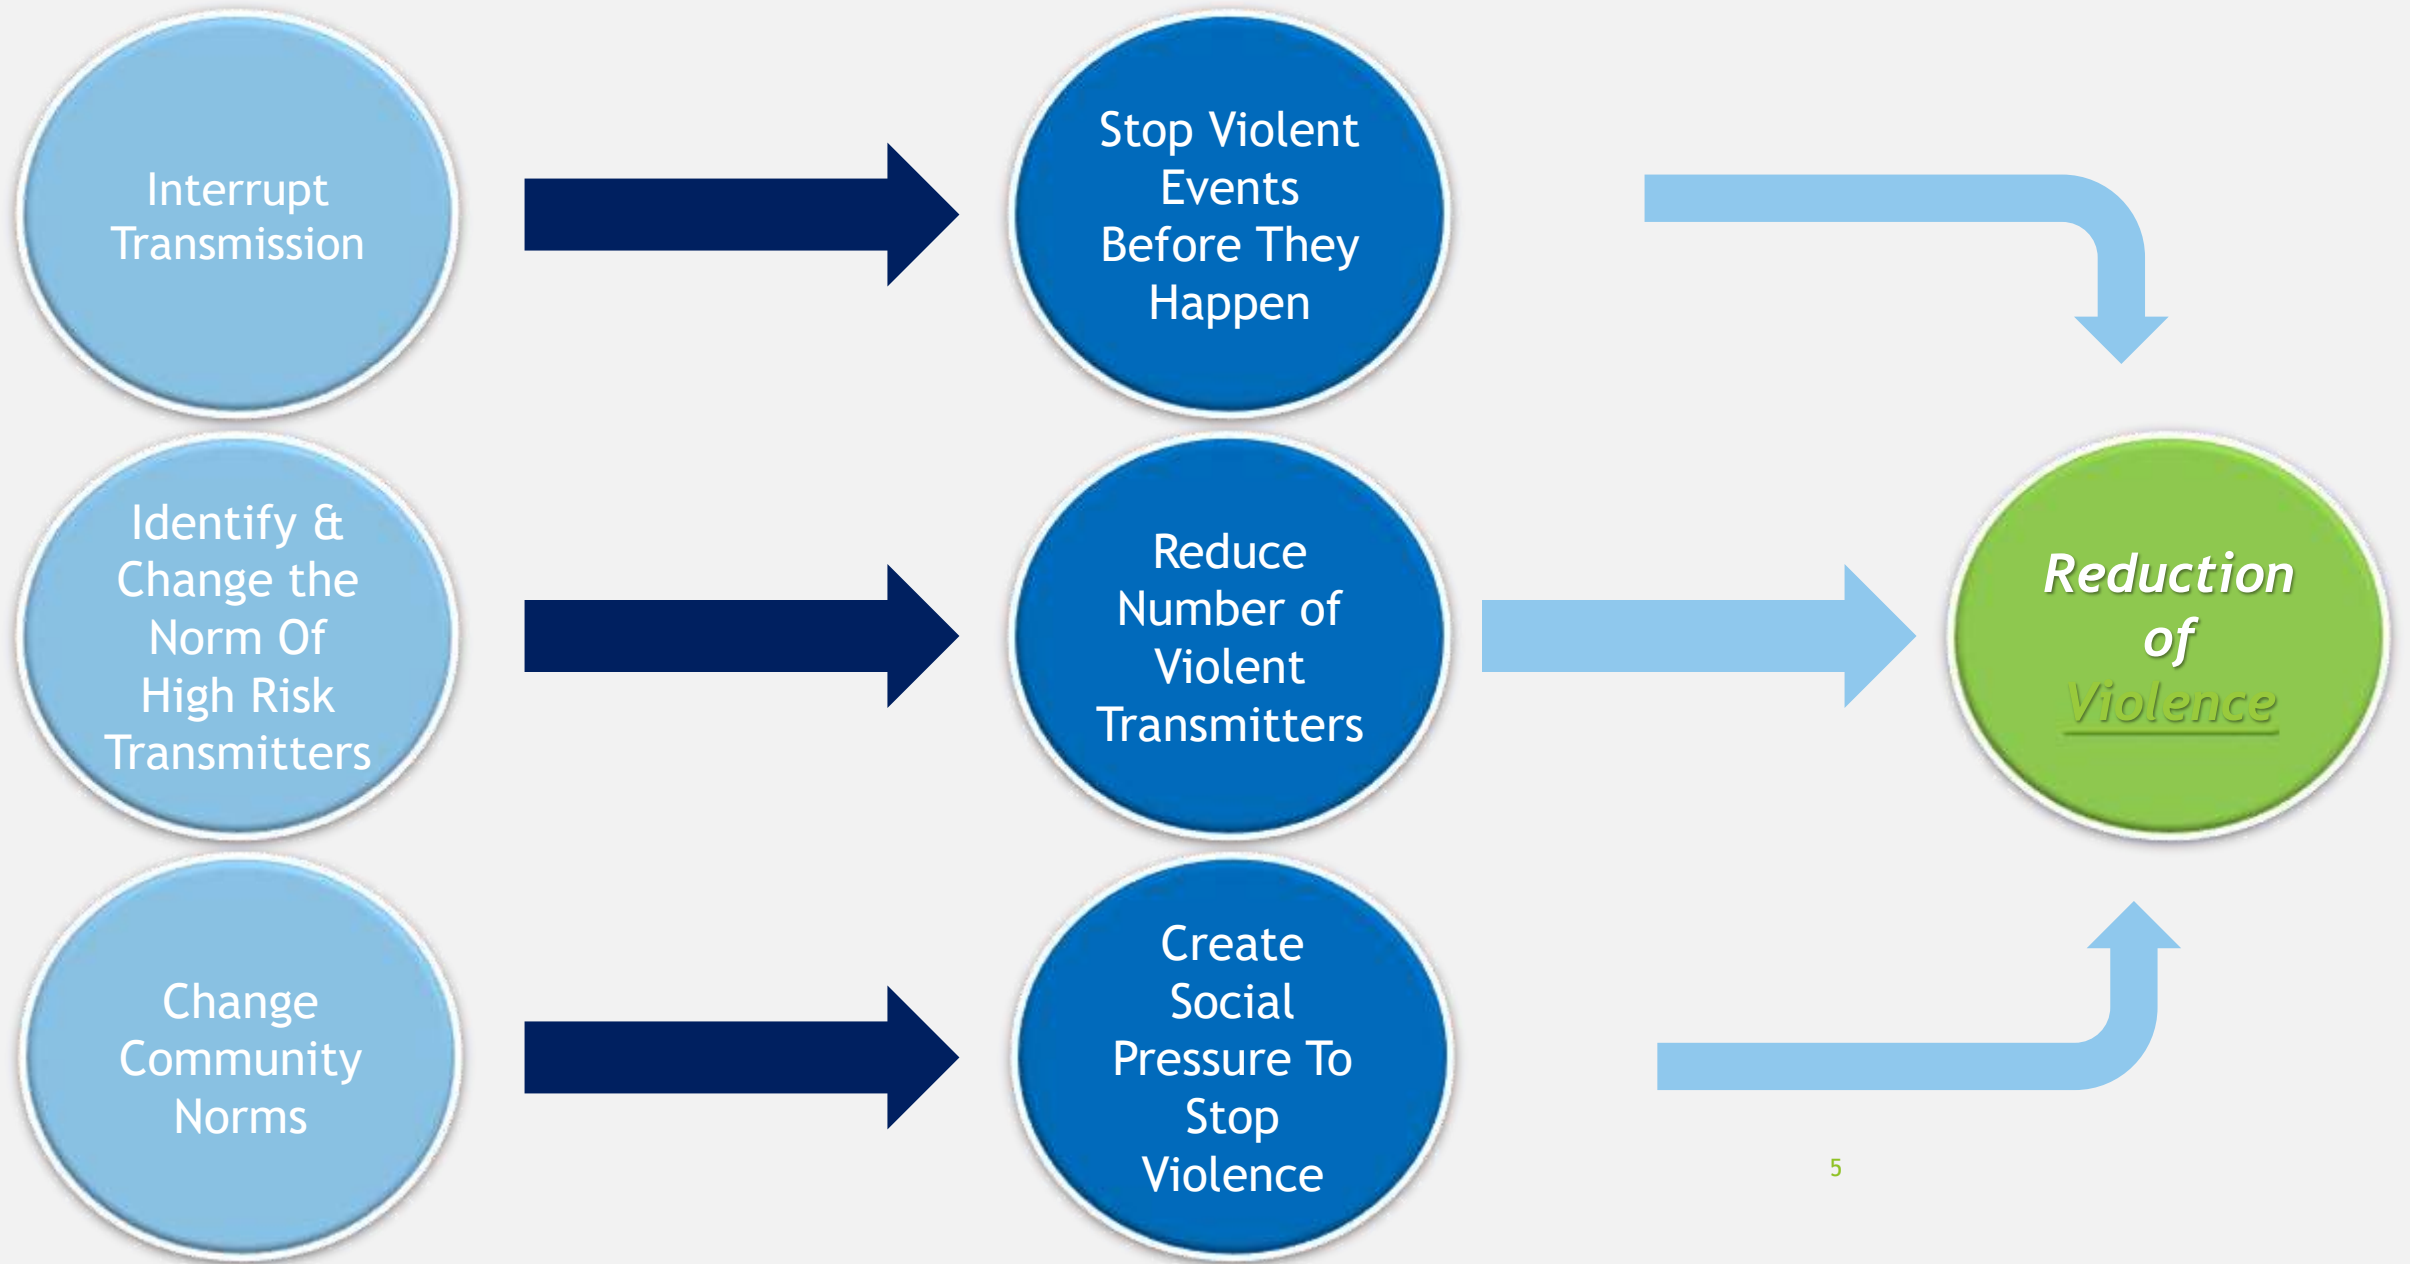 Interrupt
Transmission
Stop Violent
Events
Before They
Happen
Identify &
Change the
Norm Of
High Risk
Transmitters
Reduce
Number of
Violent
Transmitters
Reduction
of
Violence
Change
Community
Norms
Create
Social
Pressure To
Stop
Violence
5